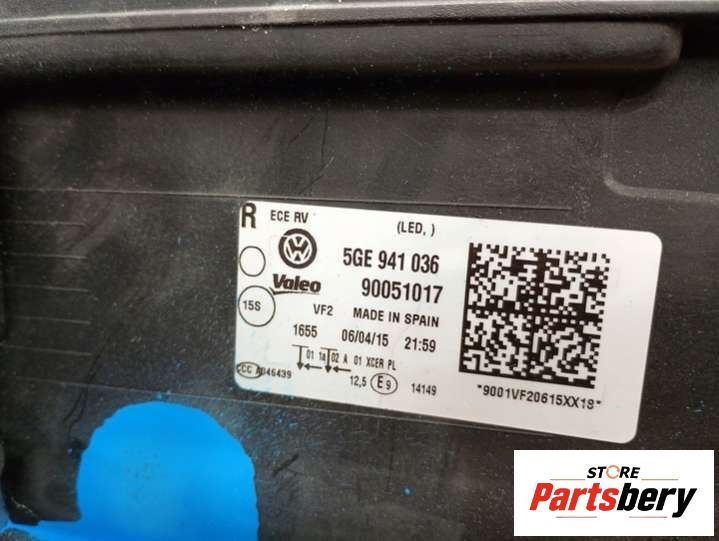 R ECE RV (LED, )
5GE 941 036
Valeo 90051017
15S VF2 MADE IN SPAIN
1655 06/04/15 21:59
01 1a 02 A 01 XCER PL
CCC A046439 12,5 E9 14149
*9001VF20615XX18*
STORE
Partsbery